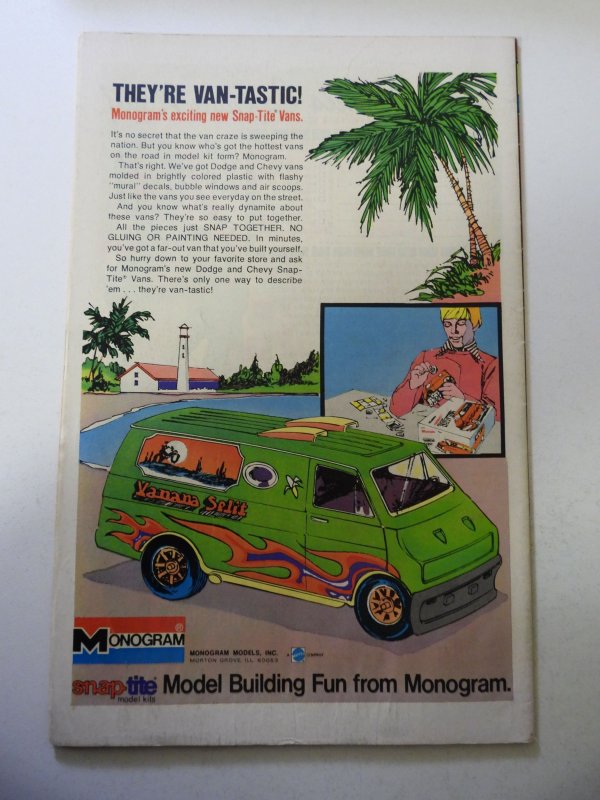 THEY'RE VAN-TASTIC!
Monogram's exciting new Snap-Tite® Vans.
It's no secret that the van craze is sweeping the
nation. But you know who's got the hottest vans
on the road in model kit form? Monogram.
That's right. We've got Dodge and Chevy vans
molded in brightly colored plastic with flashy
"mural" decals, bubble windows and air scoops.
Just like the vans you see everyday on the street.
And you know what's really dynamite about
these vans? They're so easy to put together.
All the pieces just SNAP TOGETHER. NO
GLUING OR PAINTING NEEDED. In minutes,
you've got a far-out van that you've built yourself.
So hurry down to your favorite store and ask
for Monogram's new Dodge and Chevy Snap-
Tite® Vans. There's only one way to describe
'em . . . they're van-tastic!
Vanana Split
MONOGRAM®
MONOGRAM MODELS, INC.
MORTON GROVE, ILL. 60053
A MATTEL COMPANY
snap-tite® Model Building Fun from Monogram.
model kits